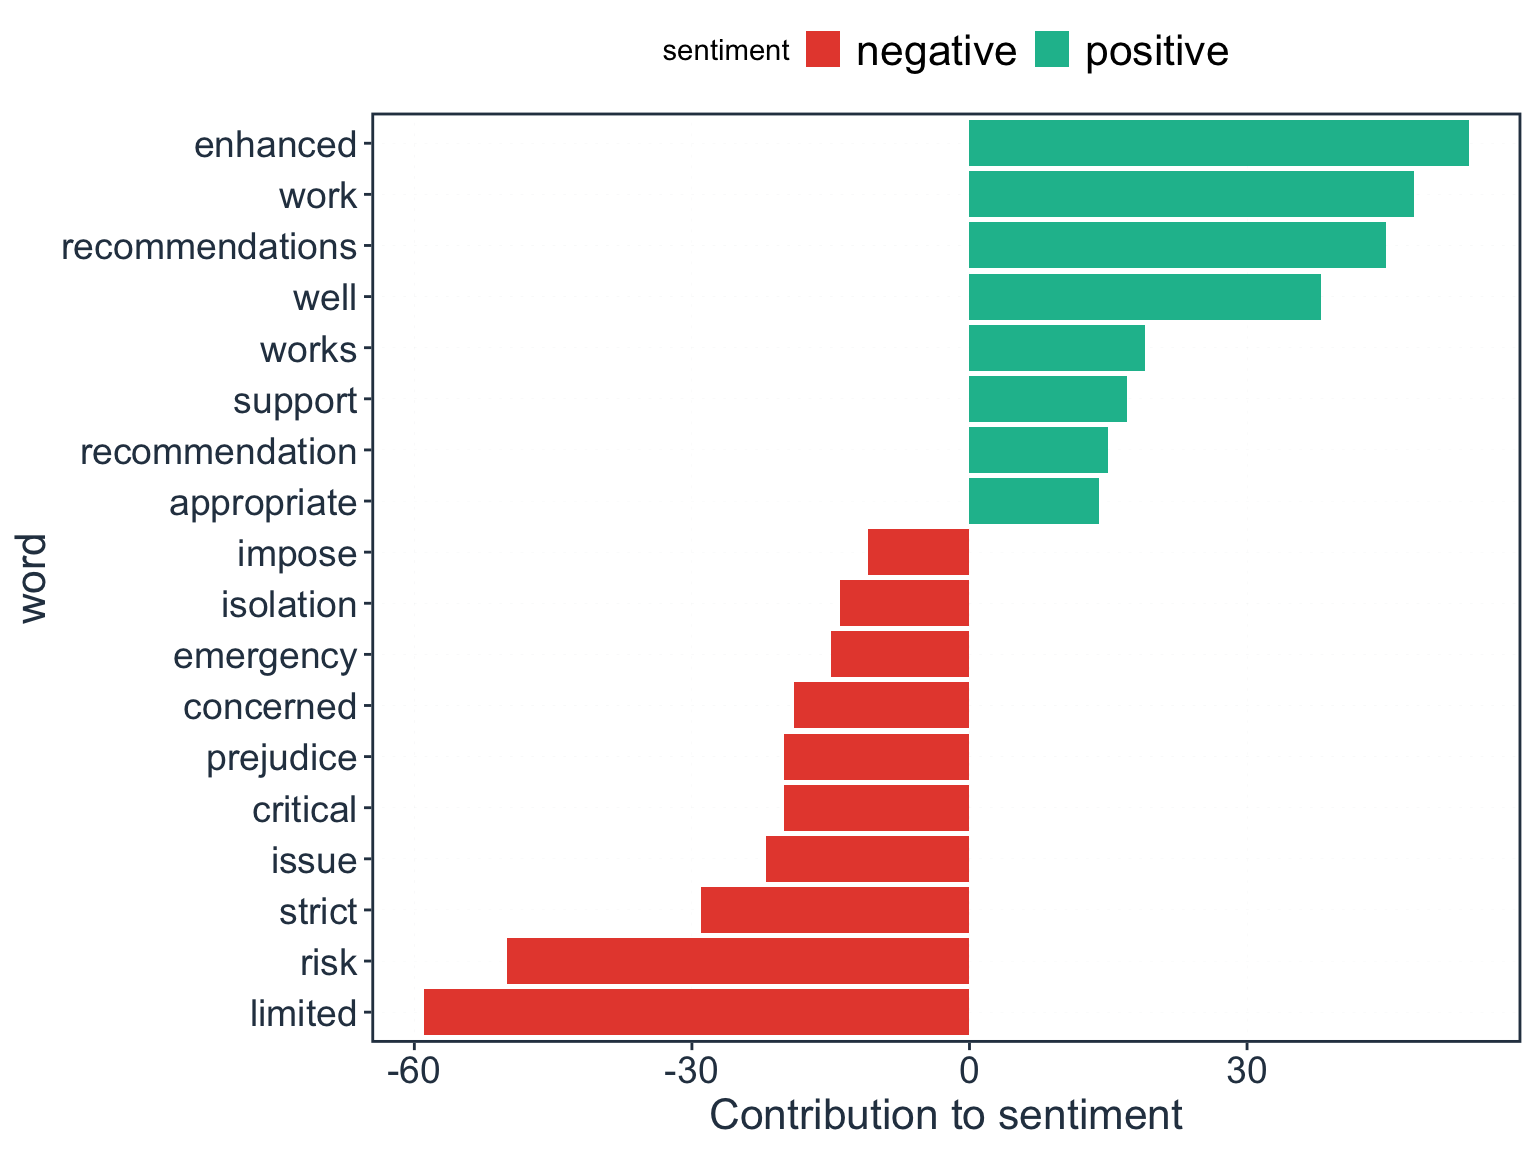 sentiment negative positive
enhanced
work
recommendations
well
works
support
recommendation
appropriate
impose
isolation
emergency
concerned
prejudice
critical
issue
strict
risk
limited
word
-60 -30 0 30
Contribution to sentiment